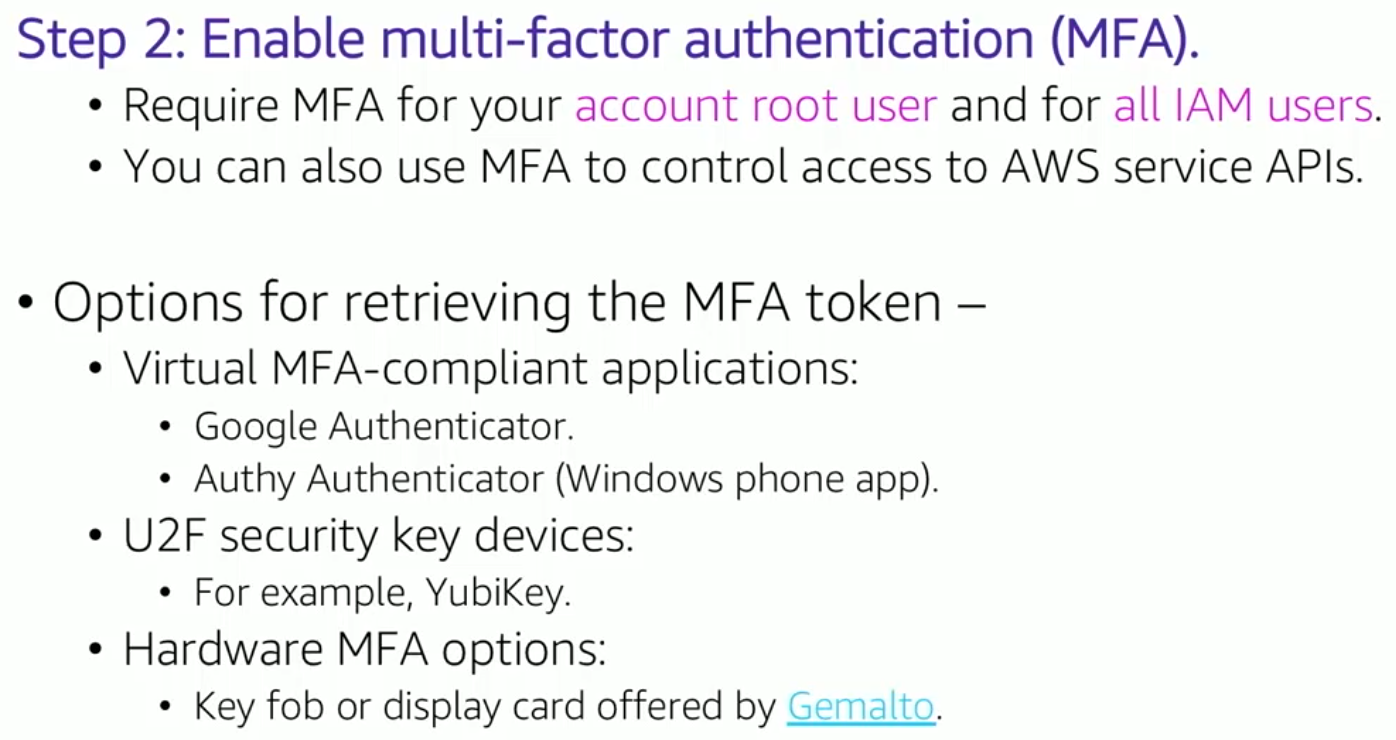 Step 2: Enable multi-factor authentication (MFA).
• Require MFA for your account root user and for all IAM users.
• You can also use MFA to control access to AWS service APIs.
• Options for retrieving the MFA token –
• Virtual MFA-compliant applications:
• Google Authenticator.
• Authy Authenticator (Windows phone app).
• U2F security key devices:
• For example, YubiKey.
• Hardware MFA options:
• Key fob or display card offered by Gemalto.